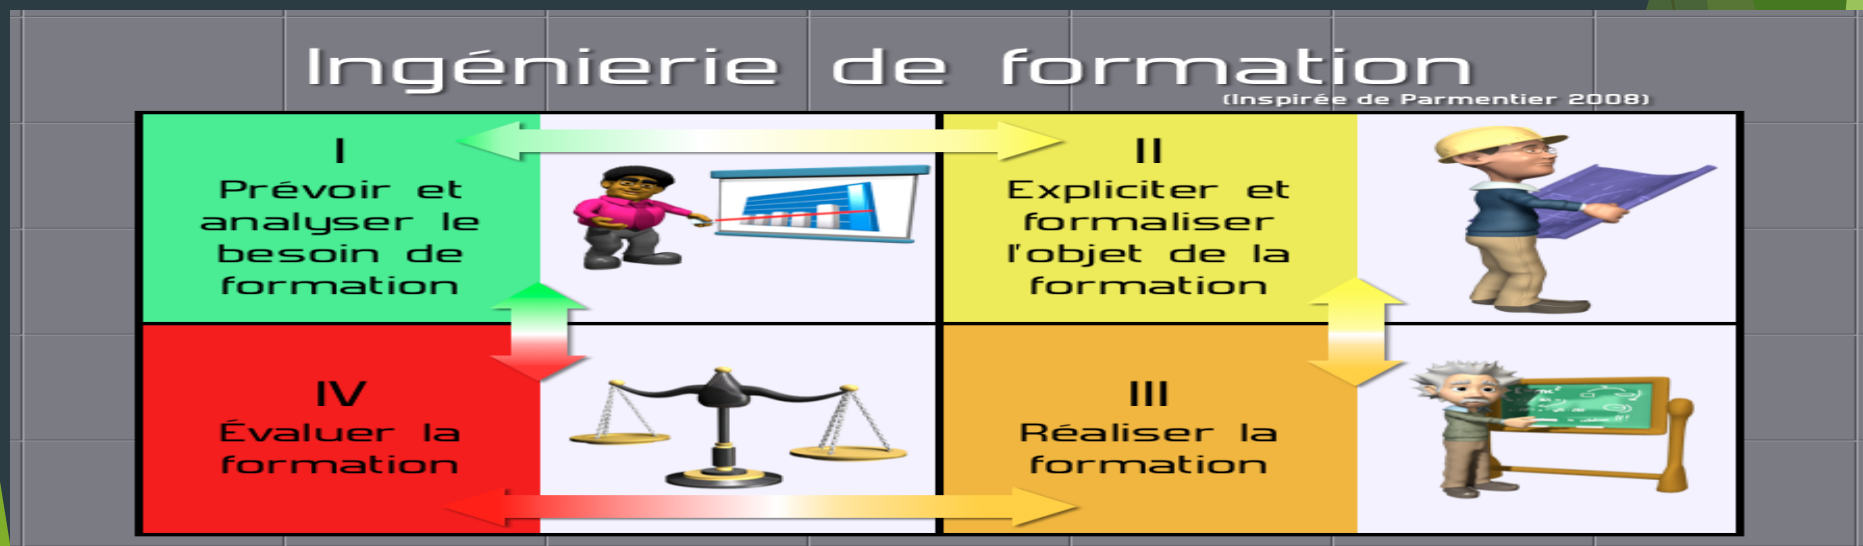 Ingénierie de formation
(Inspirée de Parmentier 2008)
I
Prévoir et
analyser le
besoin de
formation
II
Expliciter et
formaliser
l'objet de la
formation
IV
Évaluer la
formation
III
Réaliser la
formation